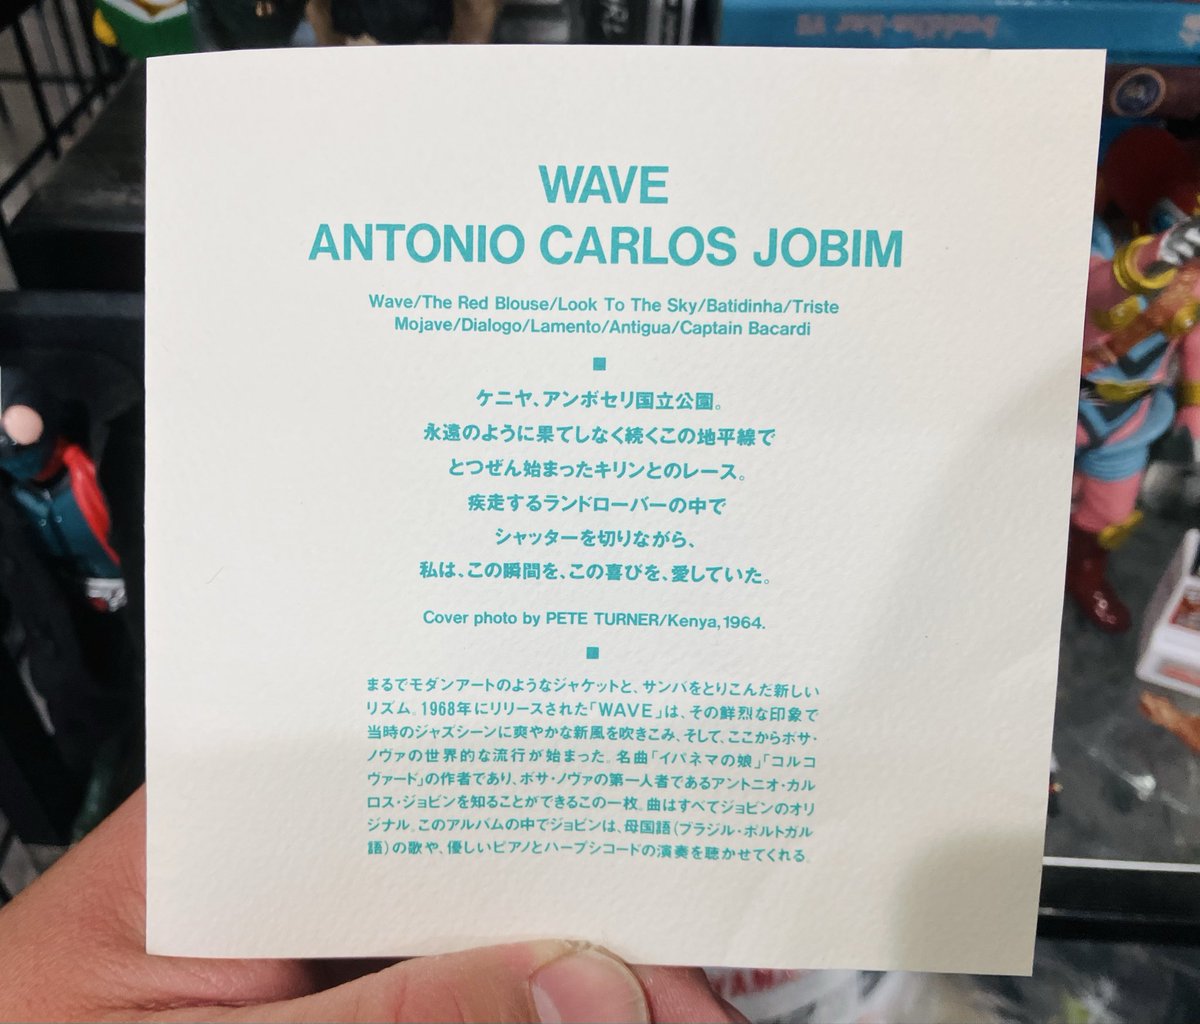 WAVE
ANTONIO CARLOS JOBIM
Wave/The Red Blouse/Look To The Sky/Batidinha/Triste
Mojave/Dialogo/Lamento/Antigua/Captain Bacardi
ケニヤ、アンボセリ国立公園。
永遠のように果てしなく続くこの地平線で
とつぜん始まったキリンとのレース。
疾走するランドローバーの中で
シャッターを切りながら、
私は、この瞬間を、この喜びを、愛していた。
Cover photo by PETE TURNER/Kenya, 1964.
まるでモダンアートのようなジャケットと、サンバをとりこんだ新しい
リズム。1968年にリリースされた「WAVE」は、その鮮烈な印象で
当時のジャズシーンに爽やかな新風を吹きこみ、そして、ここからボサ・
ノヴァの世界的な流行が始まった。名曲「イパネマの娘」「コルコ
ヴァード」の作者であり、ボサ・ノヴァの第一人者であるアントニオ・カル
ロス・ジョビンを知ることができるこの一枚。曲はすべてジョビンのオリ
ジナル。このアルバムの中でジョビンは、母国語(ブラジル・ポルトガル
語)の歌や、優しいピアノとハープシコードの演奏を聴かせてくれる。